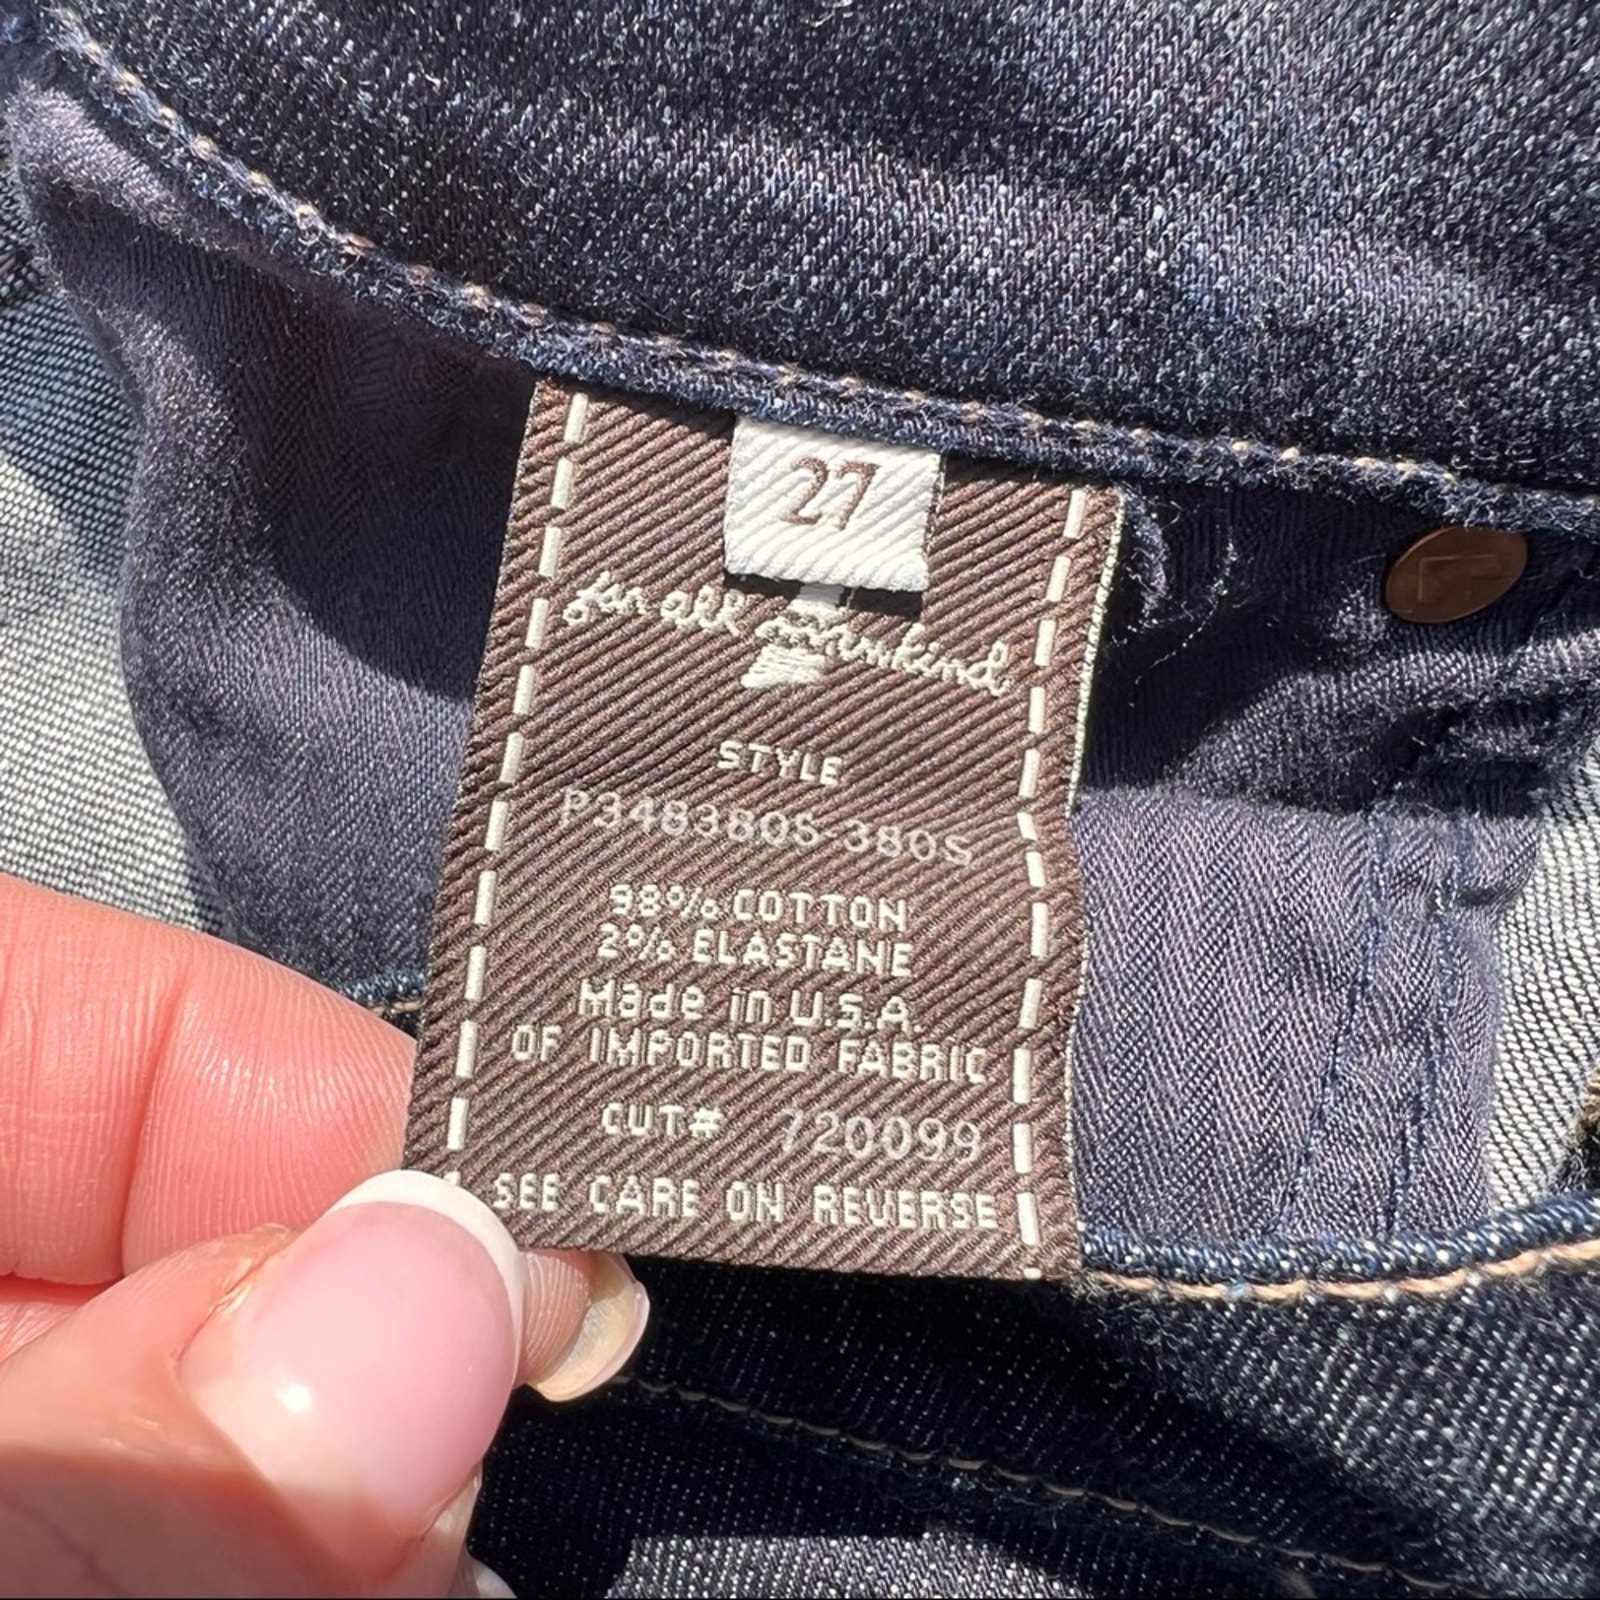 27
for all mankind
STYLE
P348380S-380S
98% COTTON
2% ELASTANE
Made in U.S.A.
OF IMPORTED FABRIC
CUT# 720099
SEE CARE ON REVERSE